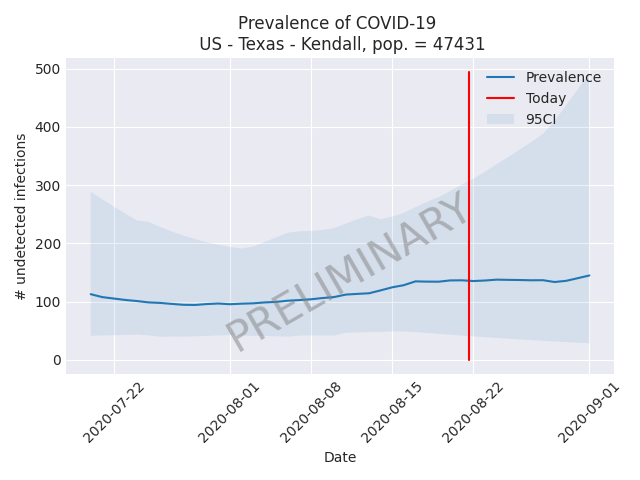 Prevalence of COVID-19
US - Texas - Kendall, pop. = 47431
500
400
300
200
100
0
# undetected infections
Prevalence
Today
95CI
PRELIMINARY
2020-07-22
2020-08-01
2020-08-08
2020-08-15
2020-08-22
2020-09-01
Date